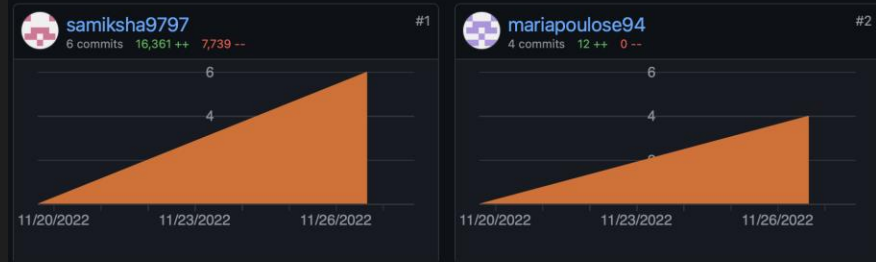 samiksha9797
#1
6 commits 16,361 ++ 7,739 --
6
4
11/20/2022 11/23/2022 11/26/2022
mariapoulose94
#2
4 commits 12 ++ 0 --
6
4
11/20/2022 11/23/2022 11/26/2022